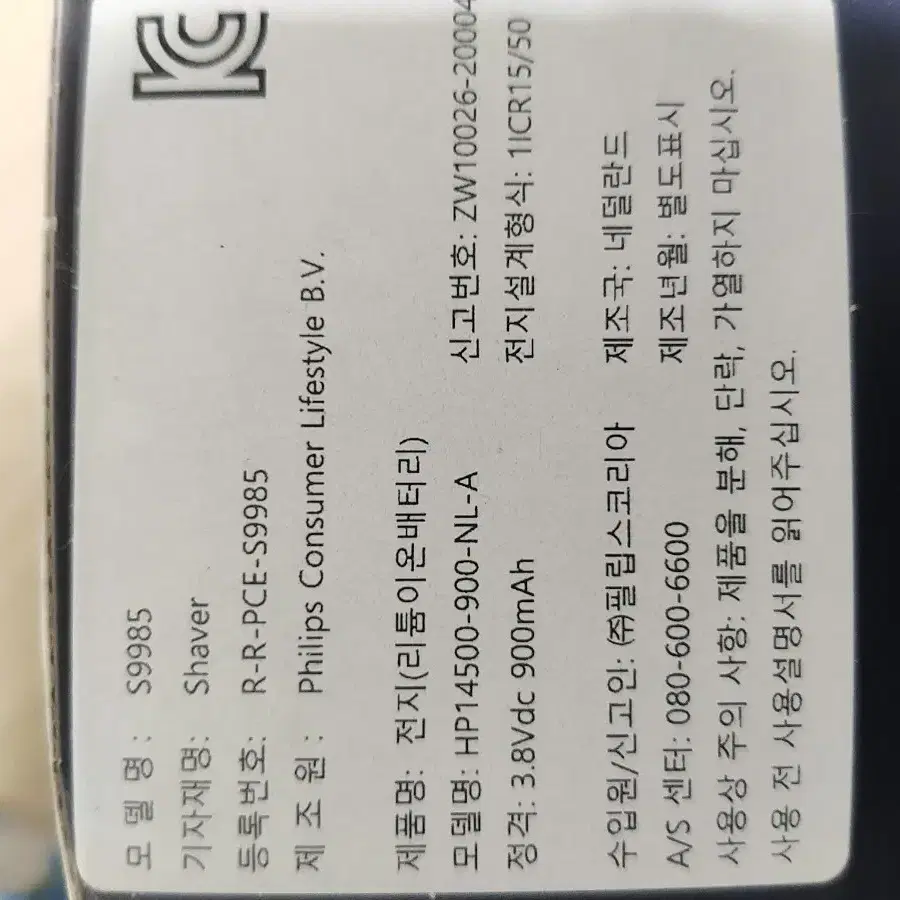 모 델 명 : S9985
기자재명: Shaver
등록번호: R-R-PCE-S9985
제 조 원 : Philips Consumer Lifestyle B.V.
제품명: 전지(리튬이온배터리)
모델명: HP14500-900-NL-A 신고번호: ZW10026-20004
정격: 3.8Vdc 900mAh 전지설계형식: 1ICR15/50
수입원/신고인: ㈜필립스코리아 제조국: 네덜란드
A/S 센터: 080-600-6600 제조년월: 별도표시
사용상 주의 사항: 제품을 분해, 단락, 가열하지 마십시오.
사용 전 사용설명서를 읽어주십시오.